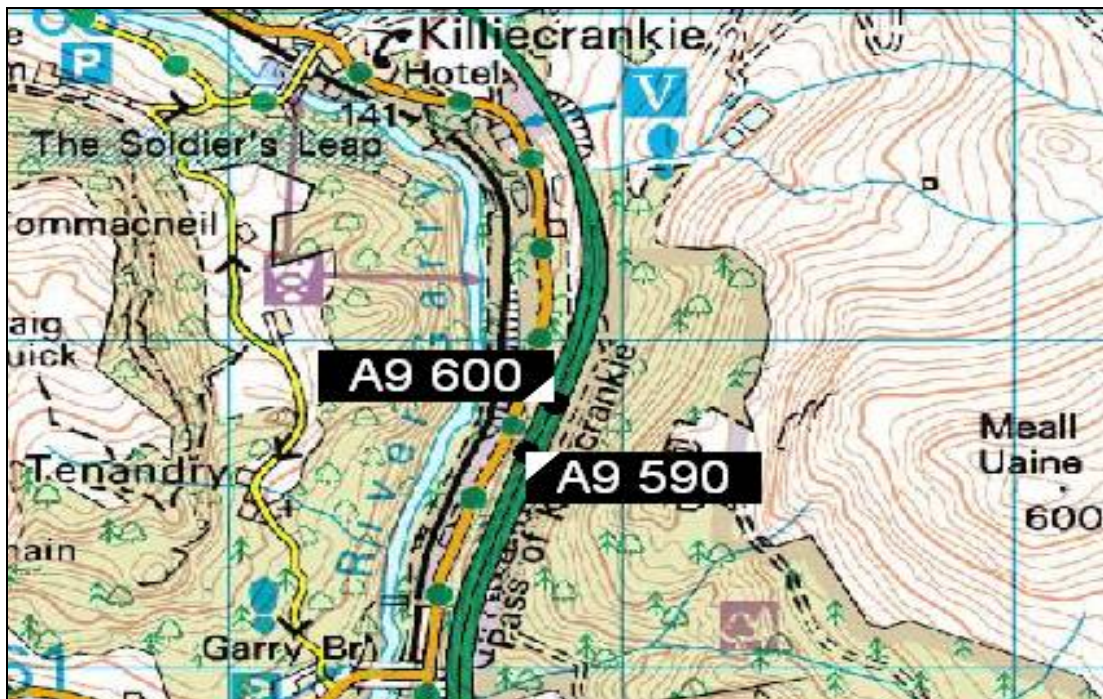 Killiecrankie
Hotel
P
V
141
The Soldier's Leap
ommacneil
River Garry
aig
uick
A9 600
Pass of Killiecrankie
Meall
Uaine
600
Tenandry
A9 590
Garry Br